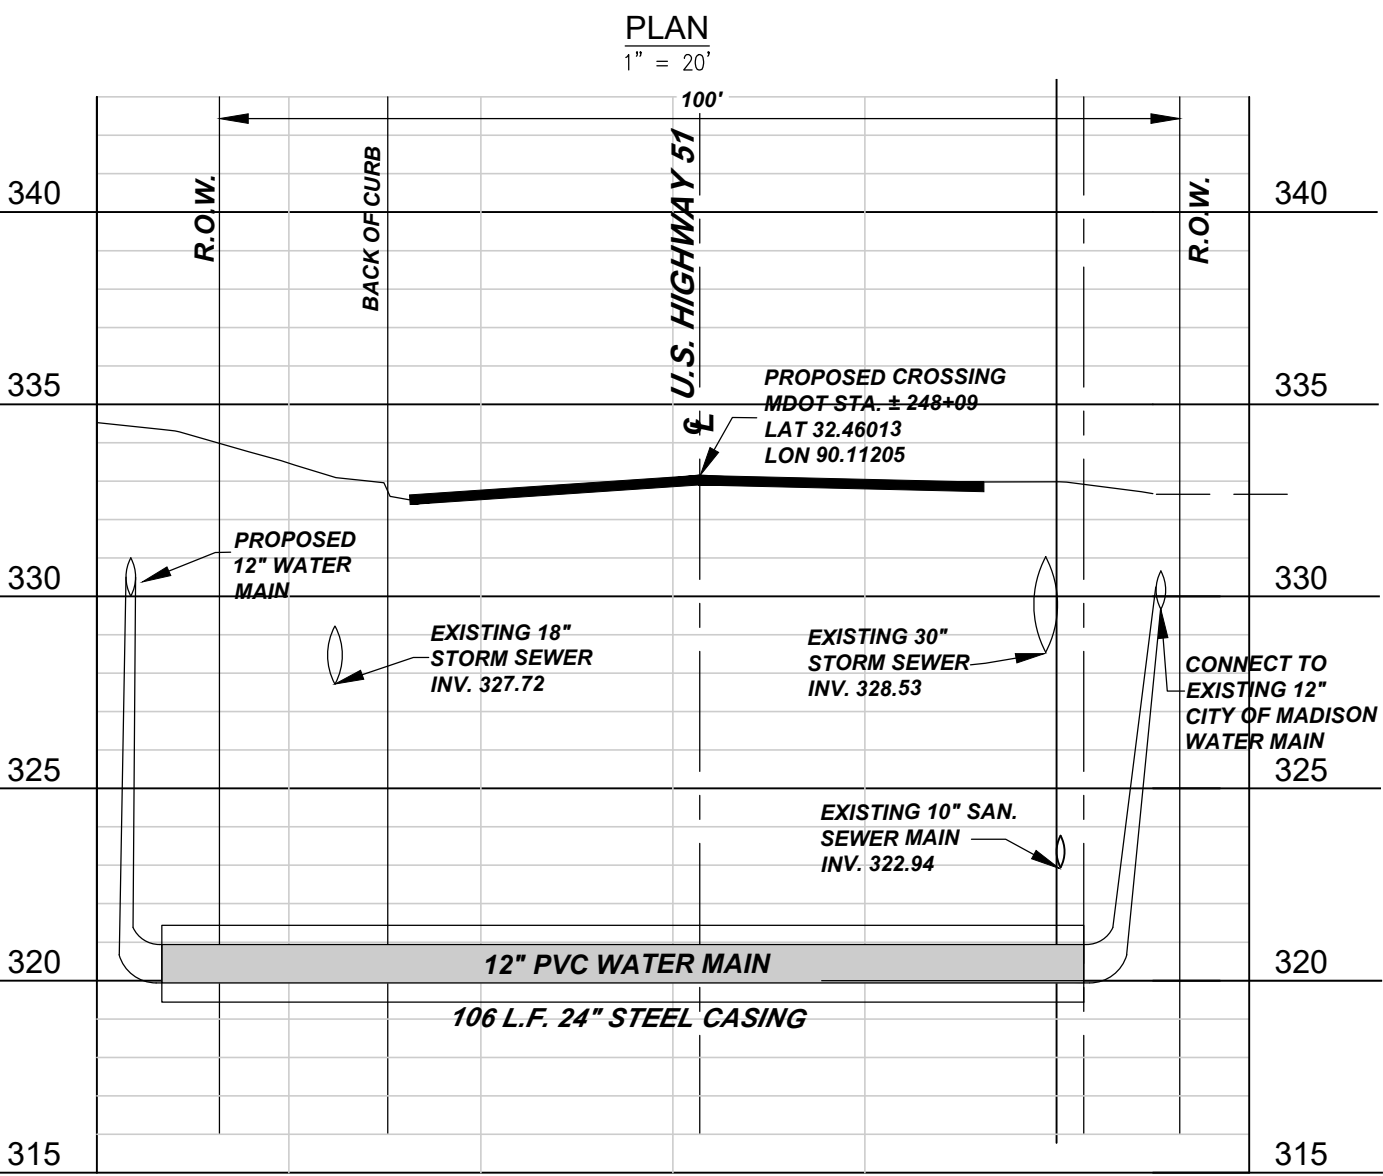 PLAN
1" = 20'
100'
R.O.W.
BACK OF CURB
U.S. HIGHWAY 51
R.O.W.
340
340
335
335
PROPOSED CROSSING
MDOT STA. ± 248+09
LAT 32.46013
LON 90.11205
℄
PROPOSED
12" WATER
MAIN
330
330
EXISTING 18"
STORM SEWER
INV. 327.72
EXISTING 30"
STORM SEWER
INV. 328.53
CONNECT TO
EXISTING 12"
CITY OF MADISON
WATER MAIN
325
325
EXISTING 10" SAN.
SEWER MAIN
INV. 322.94
320
320
12" PVC WATER MAIN
106 L.F. 24" STEEL CASING
315
315